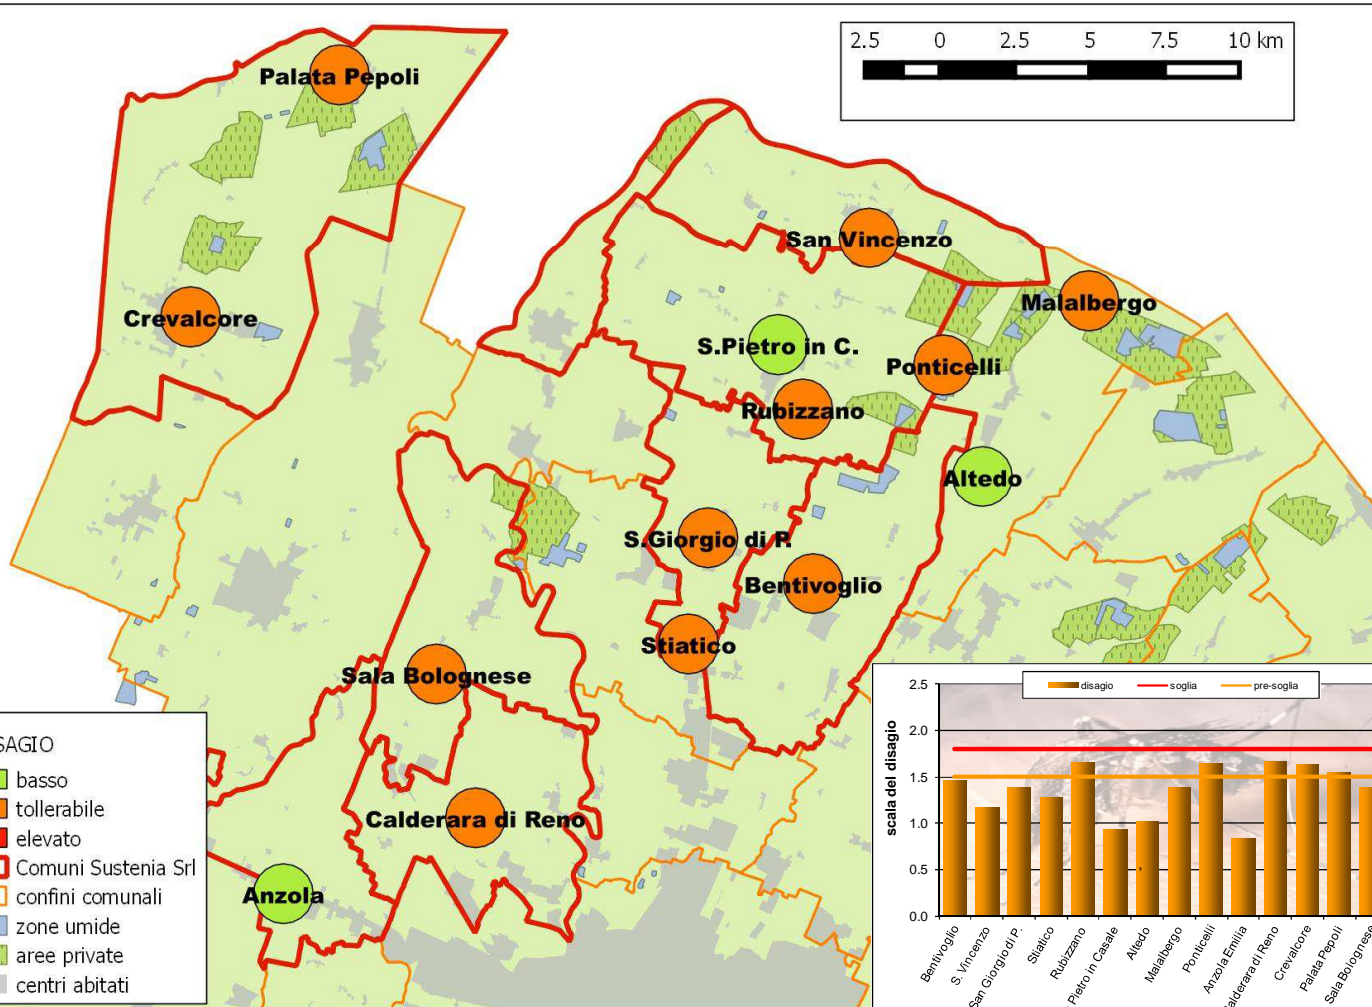 2.5 0 2.5 5 7.5 10 km
Palata Pepoli
San Vincenzo
Malalbergo
Crevalcore
S.Pietro in C.
Ponticelli
Rubizzano
Altedo
S.Giorgio di P.
Bentivoglio
Stiatico
Sala Bolognese
Calderara di Reno
Anzola
SAGIO
basso
tollerabile
elevato
Comuni Sustenia Srl
confini comunali
zone umide
aree private
centri abitati
disagio soglia pre-soglia
scala del disagio
2.5
2.0
1.5
1.0
0.5
0.0
Bentivoglio
S. Vincenzo
San Giorgio di P.
Stiatico
Rubizzano
Pietro in Casale
Altedo
Malalbergo
Ponticelli
Anzola Emilia
alderara di Reno
Crevalcore
Palata Pepoli
Sala Bolognese